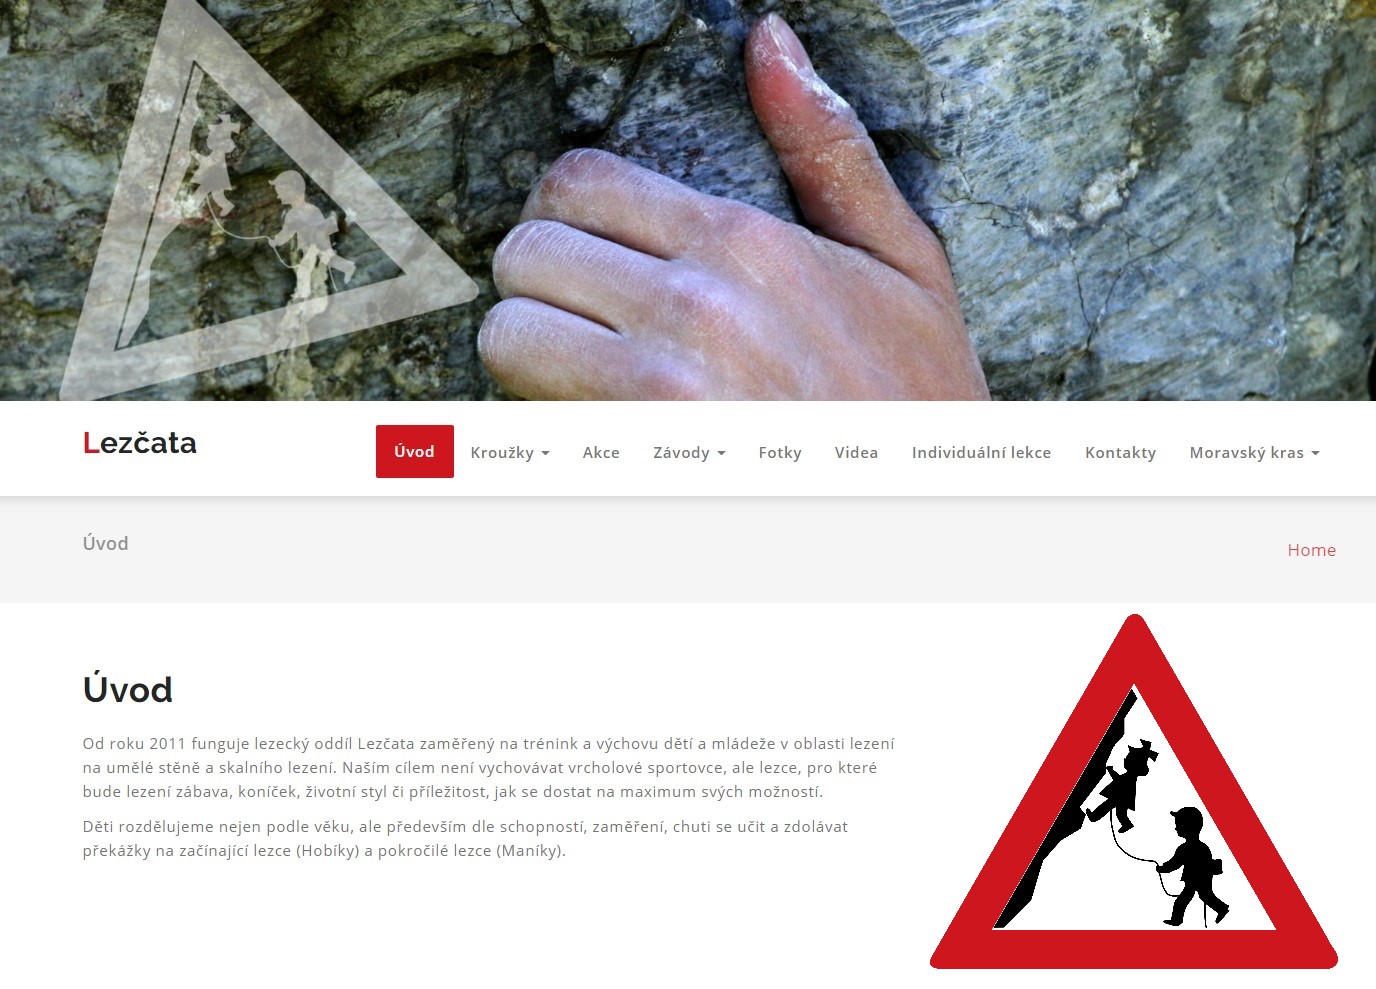 Lezčata
Úvod
Kroužky
Akce
Závody
Fotky
Videa
Individuální lekce
Kontakty
Moravský kras
Úvod
Home
Úvod
Od roku 2011 funguje lezecký oddíl Lezčata zaměřený na trénink a výchovu dětí a mládeže v oblasti lezení
na umělé stěně a skalního lezení. Naším cílem není vychovávat vrcholové sportovce, ale lezce, pro které
bude lezení zábava, koníček, životní styl či příležitost, jak se dostat na maximum svých možností.
Děti rozdělujeme nejen podle věku, ale především dle schopností, zaměření, chuti se učit a zdolávat
překážky na začínající lezce (Hobíky) a pokročilé lezce (Maníky).